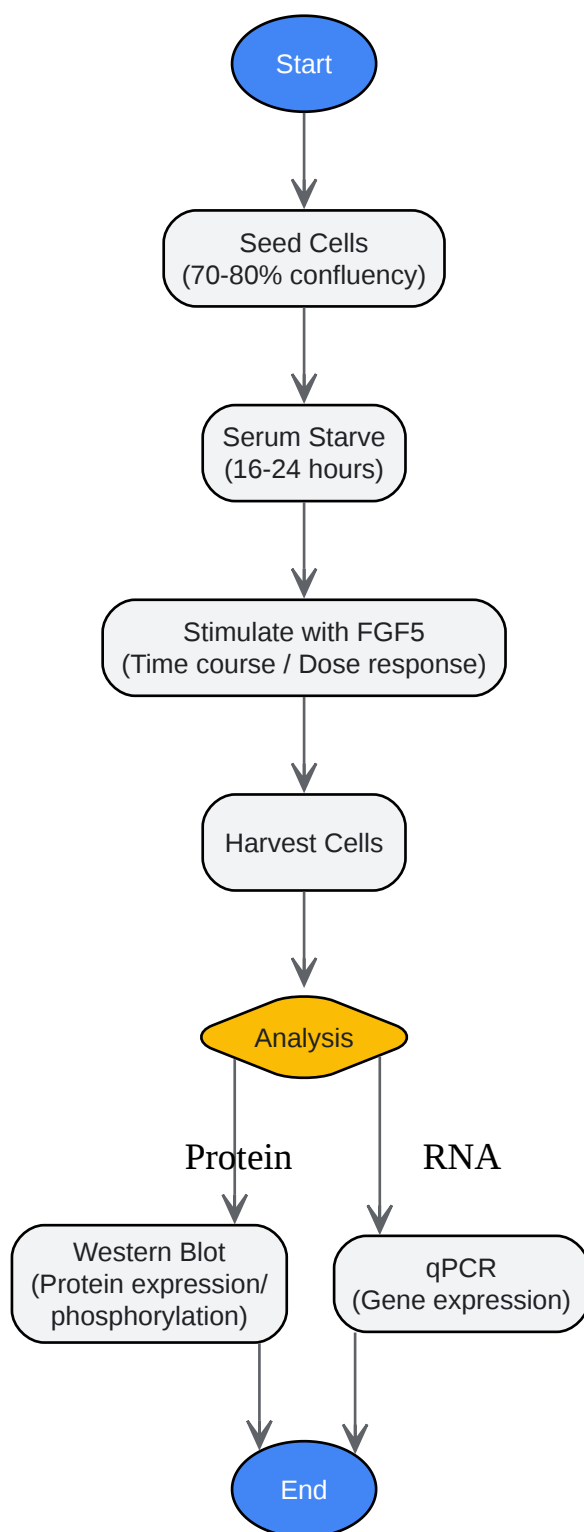 Start
Seed Cells
(70-80% confluency)
Serum Starve
(16-24 hours)
Stimulate with FGF5
(Time course / Dose response)
Harvest Cells
Analysis
Protein
RNA
Western Blot
(Protein expression/
phosphorylation)
qPCR
(Gene expression)
End